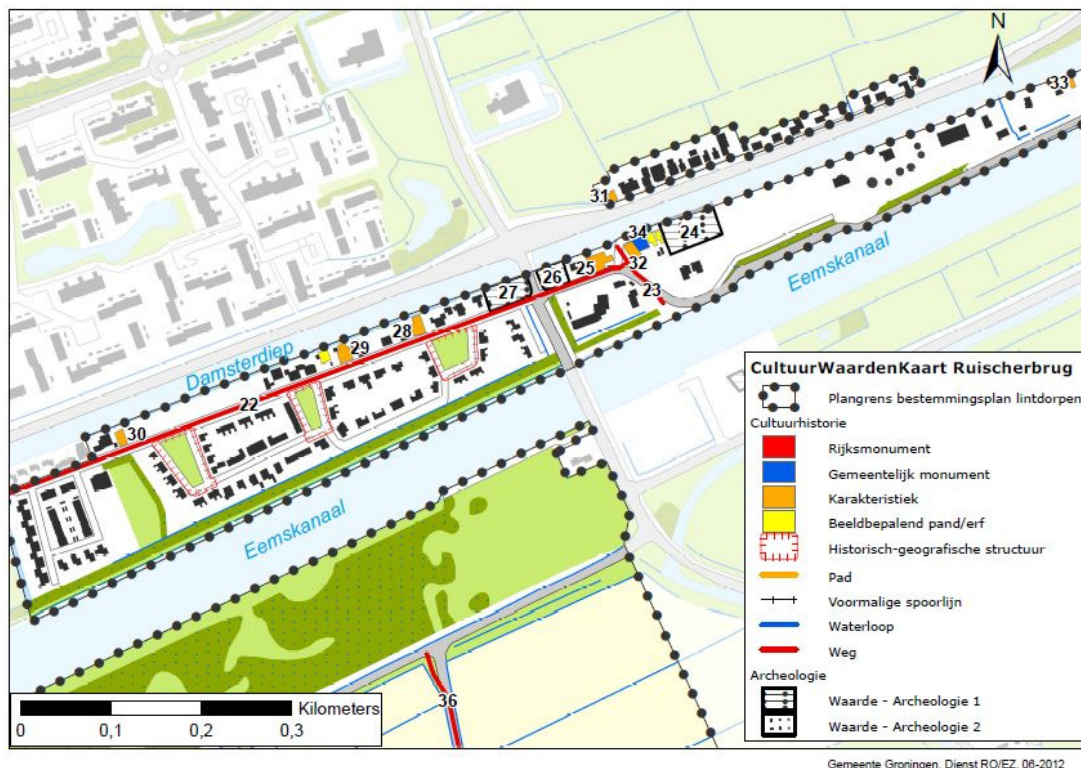 N
33
31
34
24
32
25
26
23
27
28
29
22
30
Damsterdiep
Eemskanaal
Eemskanaal
D
36
CultuurWaardenKaart Ruischerbrug
Plangrens bestemmingsplan lintdorpen
Cultuurhistorie
Rijksmonument
Gemeentelijk monument
Karakteristiek
Beeldbepalend pand/erf
Historisch-geografische structuur
Pad
Voormalige spoorlijn
Waterloop
Weg
Archeologie
Waarde - Archeologie 1
Waarde - Archeologie 2
Kilometers
0 0,1 0,2 0,3
Gemeente Groningen, Dienst RO/EZ, 06-2012